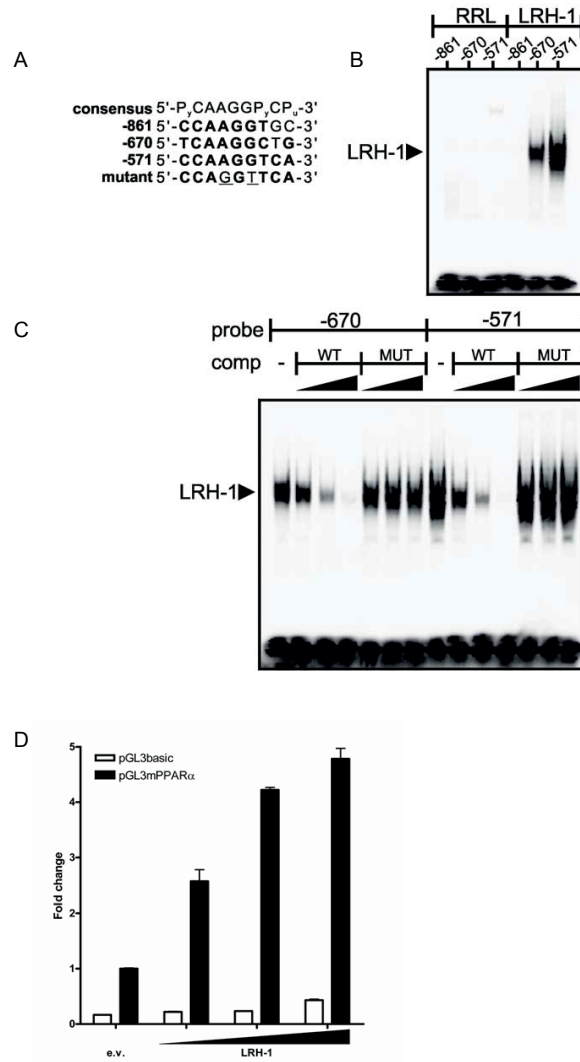 A
consensus 5'-PyCAAGGPyCPu-3'
-861 5'-CCAAGGTGC-3'
-670 5'-TCAAGGCTG-3'
-571 5'-CCAAGGTCA-3'
mutant 5'-CCAGGTTCA-3'
B
RRL LRH-1
-861 -670 -571 -861 -670 -571
LRH-1
C
probe -670 -571
comp - WT MUT - WT MUT
LRH-1
D
pGL3basic
pGL3mPPARα
Fold change
5
4
3
2
1
0
e.v. LRH-1